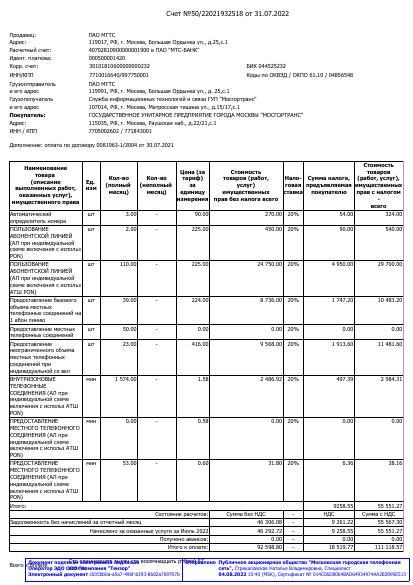 Счет №50/22021932518 от 31.07.2022
Продавец: ПАО МГТС
Адрес: 119017, РФ, г. Москва, Большая Ордынка ул., д.25,с.1
Расчетный счет: 40702810900000001900 в ПАО "МТС-БАНК"
Идент. платежа: 000500001420
Корр. счет: 30101810600000000232 БИК 044525232
ИНН/КПП 7710016640/997750001 Коды по ОКВЭД / ОКПО 61.10 / 04856548
Грузоотправитель ПАО МГТС
и его адрес 119991, РФ, г. Москва, Большая Ордынка ул., д. 25, с. 1
Грузополучатель Служба информационных технологий и связи ГУП "Мосгортранс"
и его адрес 107014, РФ, г. Москва, Матросская тишина ул., д.15/17,с.1
Покупатель: ГОСУДАРСТВЕННОЕ УНИТАРНОЕ ПРЕДПРИЯТИЕ ГОРОДА МОСКВЫ "МОСГОРТРАНС"
Адрес: 115035, РФ, г. Москва, Раушская наб., д.22/21,с.1
ИНН / КПП 7705002602 / 771843001
Дополнение: оплата по договору 0081963-1/2004 от 30.07.2021
Наименование товара (описание выполненных работ, оказанных услуг), имущественного права
Ед. изм
Кол-во (полный месяц)
Кол-во (неполный месяц)
Цена (за тариф) за единицу измерения
Стоимость товаров (работ, услуг) имущественных прав без налога всего
Нало-говая ставка
Сумма налога, предъявляемая покупателю
Стоимость товаров (работ, услуг), имущественных прав с налогом - всего
Автоматический определитель номера шт 3.00 - 90.00 270.00 20% 54.00 324.00
ПОЛЬЗОВАНИЕ АБОНЕНТСКОЙ ЛИНИЕЙ (АЛ при индивидуальной схеме включения с использ PON) шт 2.00 - 225.00 450.00 20% 90.00 540.00
ПОЛЬЗОВАНИЕ АБОНЕНТСКОЙ ЛИНИЕЙ (АЛ при индивидуальной схеме включения с использ АТШ PON) шт 110.00 - 225.00 24 750.00 20% 4 950.00 29 700.00
Предоставление базового объема местных телефонных соединений на 1 абон линию шт 39.00 - 224.00 8 736.00 20% 1 747.20 10 483.20
Предоставление местных телефонных соединений шт 50.00 - 0.00 0.00 20% 0.00 0.00
Предоставление неограниченного объема местных телефонных соединений при индивидуальной сх вкл шт 23.00 - 416.00 9 568.00 20% 1 913.60 11 481.60
ВНУТРИЗОНОВЫЕ ТЕЛЕФОННЫЕ СОЕДИНЕНИЯ (АЛ при индивидуальной схеме включения с использ АТШ PON) мин 1 574.00 - 1.58 2 486.92 20% 497.39 2 984.31
ПРЕДОСТАВЛЕНИЕ МЕСТНОГО ТЕЛЕФОННОГО СОЕДИНЕНИЯ (АЛ при индивидуальной схеме включения с использ PON) мин 0.00 - 0.58 0.00 20% 0.00 0.00
ПРЕДОСТАВЛЕНИЕ МЕСТНОГО ТЕЛЕФОННОГО СОЕДИНЕНИЯ (АЛ при индивидуальной схеме включения с использ АТШ PON) мин 53.00 - 0.60 31.80 20% 6.36 38.16
Итого: 9258.55 55 551.27
Состояние расчетов: Сумма без НДС - НДС Сумма с НДС
Задолженность без начислений за отчетный месяц 46 306.08 - 9 261.22 55 567.30
Начислено за оказанные услуги за Июль 2022 46 292.72 - 9 258.55 55 551.27
Получено авансов: - 0.00 0.00
Итого к оплате: 92 598.80 - 18 519.77 111 118.57
Оператор ЭДО ООО "Компания "Тензор"
Электронный документ
Публичное акционерное общество "Московская городская телефонная сеть",
04.08.2022